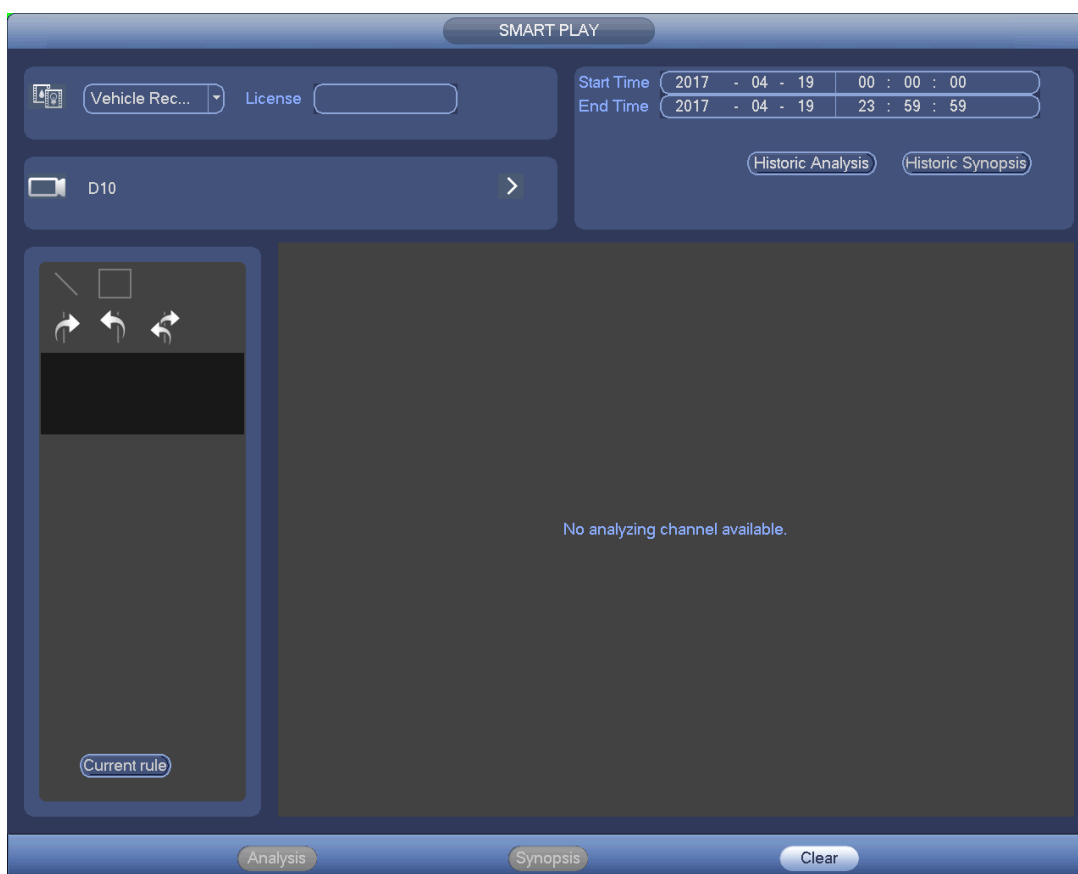 SMART PLAY
Vehicle Rec... License
Start Time 2017 - 04 - 19 00 : 00 : 00
End Time 2017 - 04 - 19 23 : 59 : 59
Historic Analysis Historic Synopsis
D10
No analyzing channel available.
Current rule
Analysis Synopsis Clear